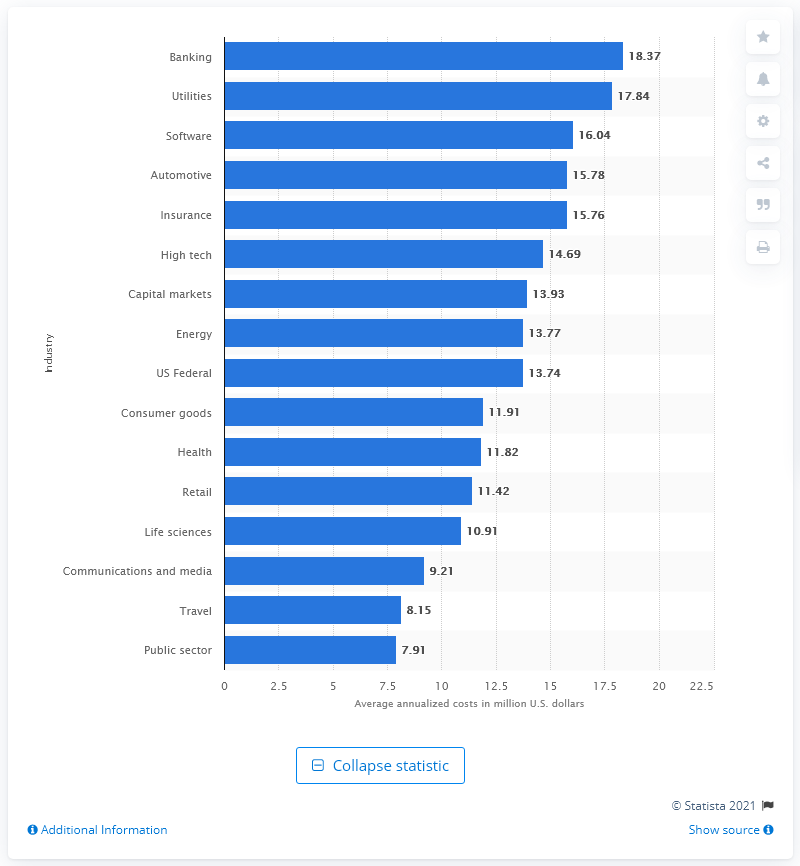 Banking 18.37
Utilities 17.84
Software 16.04
Automotive 15.78
Insurance 15.76
High tech 14.69
Capital markets 13.93
Energy 13.77
US Federal 13.74
Consumer goods 11.91
Health 11.82
Retail 11.42
Life sciences 10.91
Communications and media 9.21
Travel 8.15
Public sector 7.91
Industry
0 2.5 5 7.5 10 12.5 15 17.5 20 22.5
Average annualized costs in million U.S. dollars
Collapse statistic
© Statista 2021
Additional Information
Show source